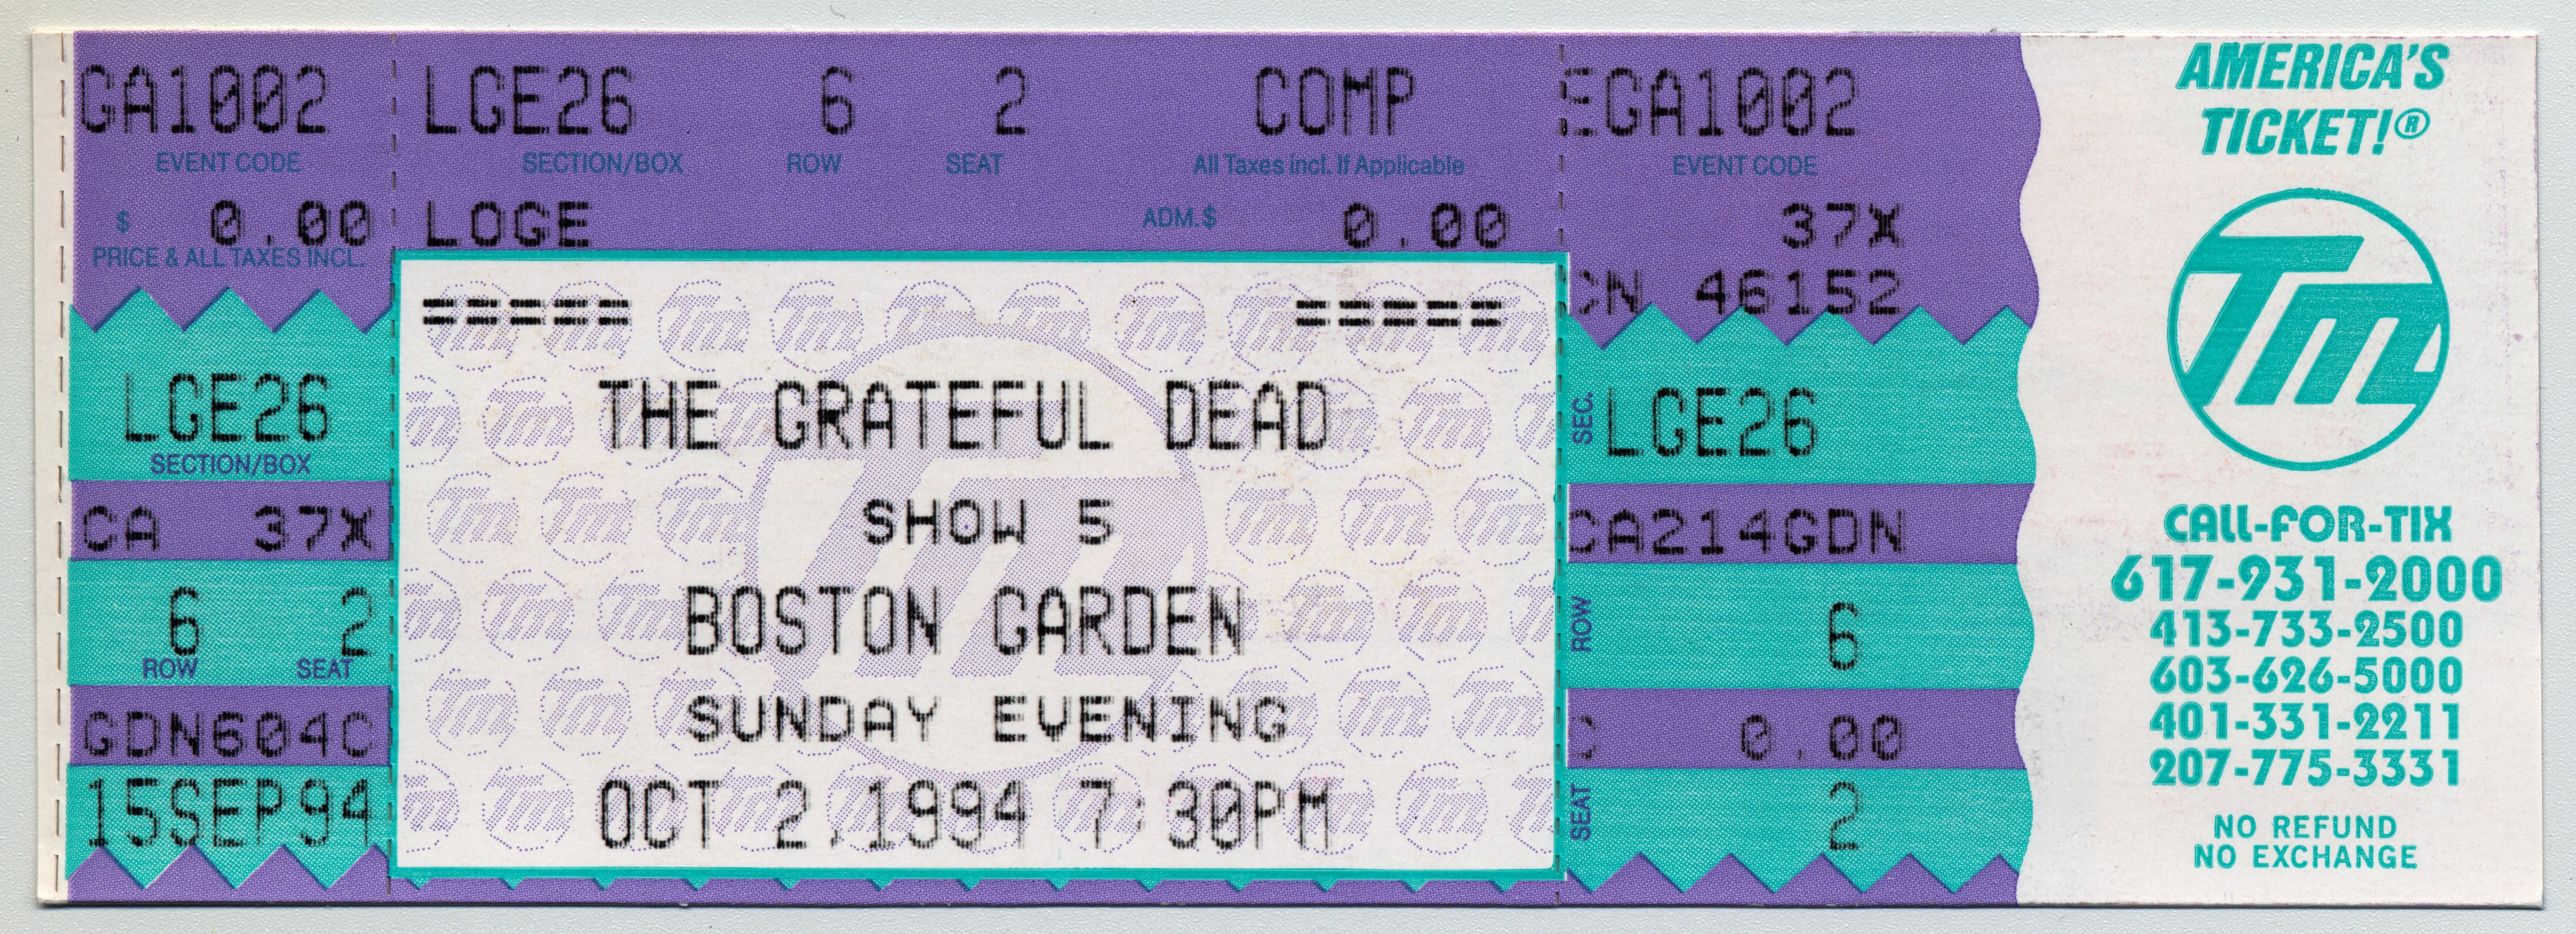 GA1002
EVENT CODE
$ 0.00
PRICE & ALL TAXES INCL.
LGE26
SECTION/BOX
CA 37X
6 2
ROW SEAT
GDN604C
15SEP94
LGE26 6 2 COMP
SECTION/BOX ROW SEAT All Taxes incl. If Applicable
LOGE ADM.$ 0.00
===== =====
THE GRATEFUL DEAD
SHOW 5
BOSTON GARDEN
SUNDAY EVENING
OCT 2,1994 7:30PM
EGA1002
EVENT CODE
37X
CN 46152
SEC. LGE26
CA214GDN
ROW 6
C 0.00
SEAT 2
AMERICA'S
TICKET!®
TM
CALL-FOR-TIX
617-931-2000
413-733-2500
603-626-5000
401-331-2211
207-775-3331
NO REFUND
NO EXCHANGE